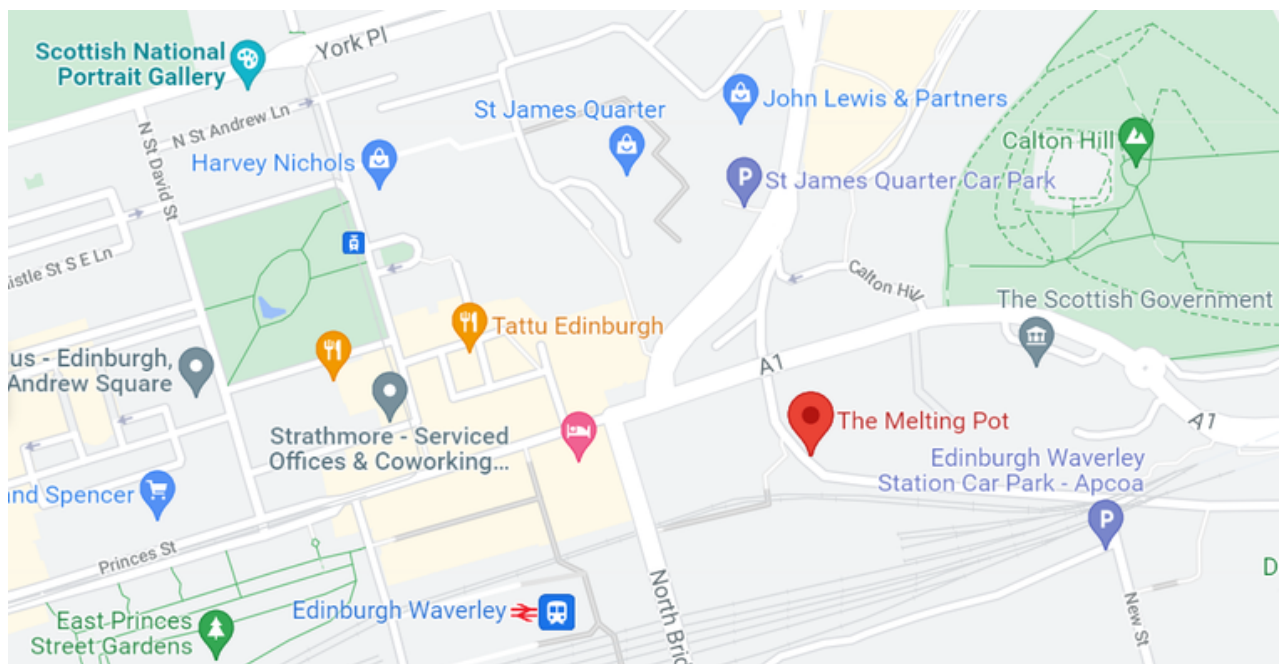 Scottish National
Portrait Gallery
York Pl
N St Andrew Ln
N St David St
Harvey Nichols
St James Quarter
John Lewis & Partners
P
St James Quarter Car Park
Calton Hill
istle St S E Ln
Calton Hill
The Scottish Government
Tattu Edinburgh
us - Edinburgh,
Andrew Square
A1
A1
The Melting Pot
Strathmore - Serviced
Offices & Coworking...
Edinburgh Waverley
Station Car Park - Apcoa
P
nd Spencer
Princes St
North Brid
New St
D
Edinburgh Waverley
East Princes
Street Gardens